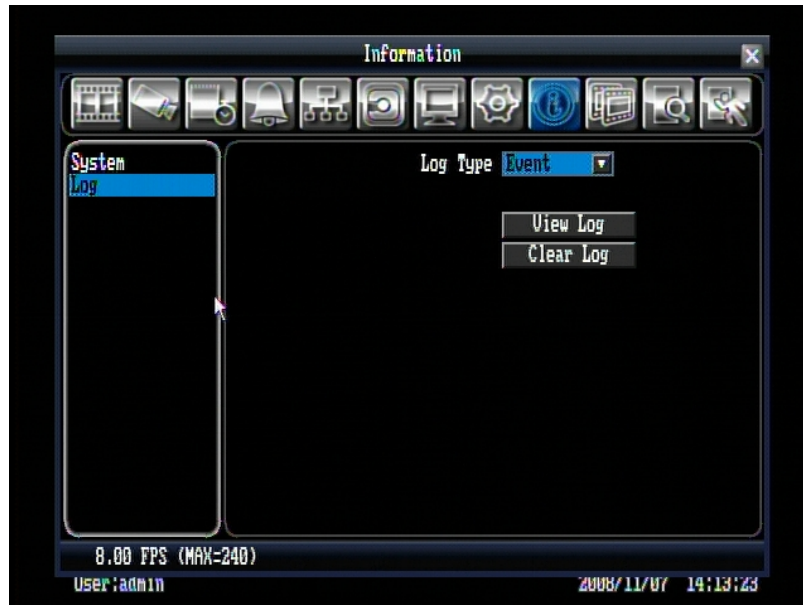 Information
System
Log
Log Type Event
View Log
Clear Log
8.00 FPS (MAX=240)
User:admin
2008/11/07 14:13:23